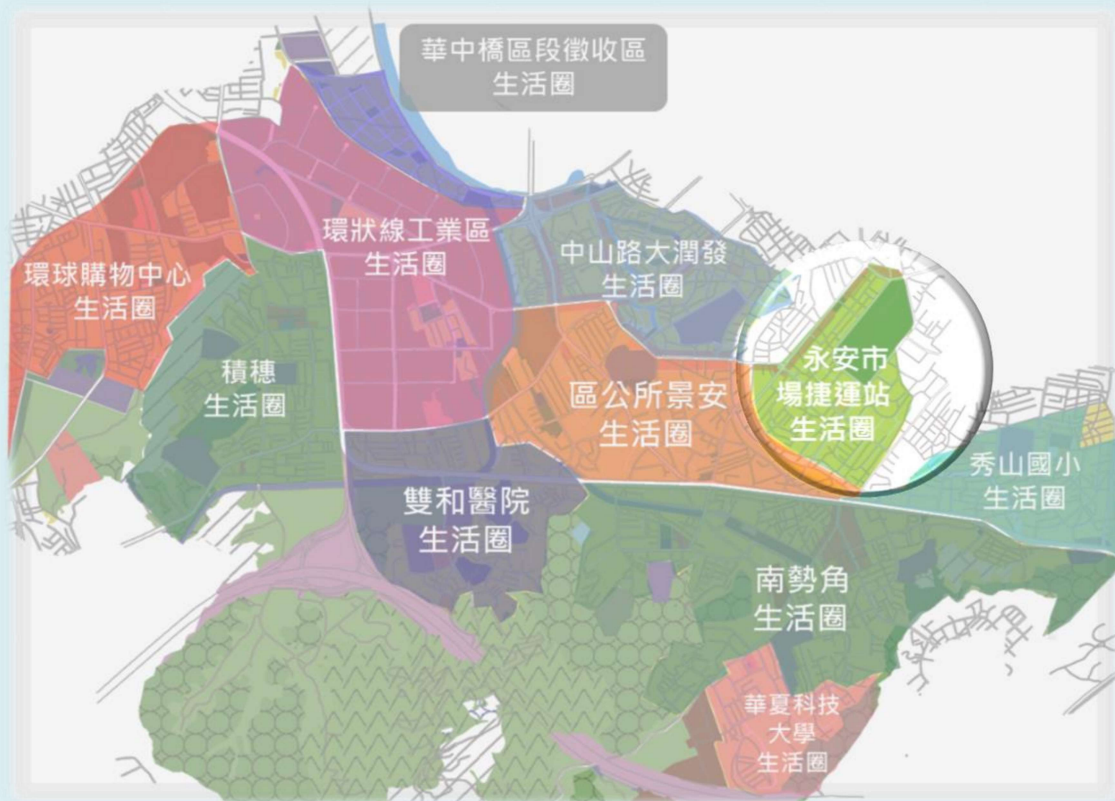 華中橋區段徵收區
生活圈
環狀線工業區
生活圈
中山路大潤發
生活圈
環球購物中心
生活圈
永安市
場捷運站
生活圈
積穗
生活圈
區公所景安
生活圈
秀山國小
生活圈
雙和醫院
生活圈
南勢角
生活圈
華夏科技
大學
生活圈